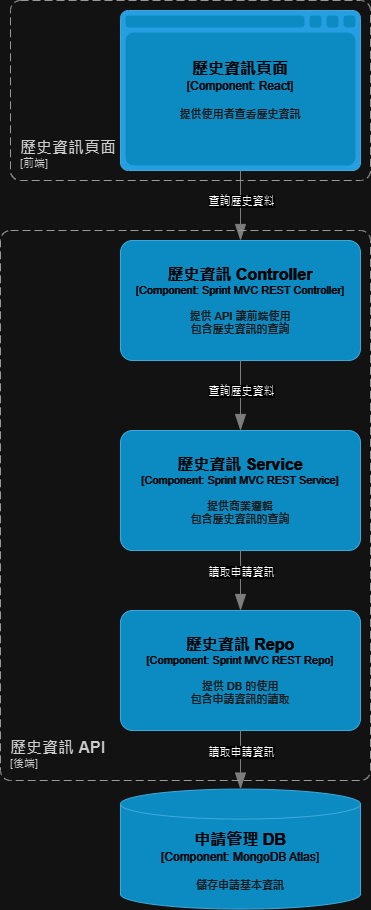 歷史資訊頁面
[Component: React]
提供使用者查看歷史資訊
歷史資訊頁面
[前端]
查詢歷史資料
歷史資訊 Controller
[Component: Sprint MVC REST Controller]
提供 API 讓前端使用
包含歷史資訊的查詢
查詢歷史資料
歷史資訊 Service
[Component: Sprint MVC REST Service]
提供商業邏輯
包含歷史資訊的查詢
讀取申請資訊
歷史資訊 Repo
[Component: Sprint MVC REST Repo]
提供 DB 的使用
包含申請資訊的讀取
歷史資訊 API
[後端]
讀取申請資訊
申請管理 DB
[Component: MongoDB Atlas]
儲存申請基本資訊